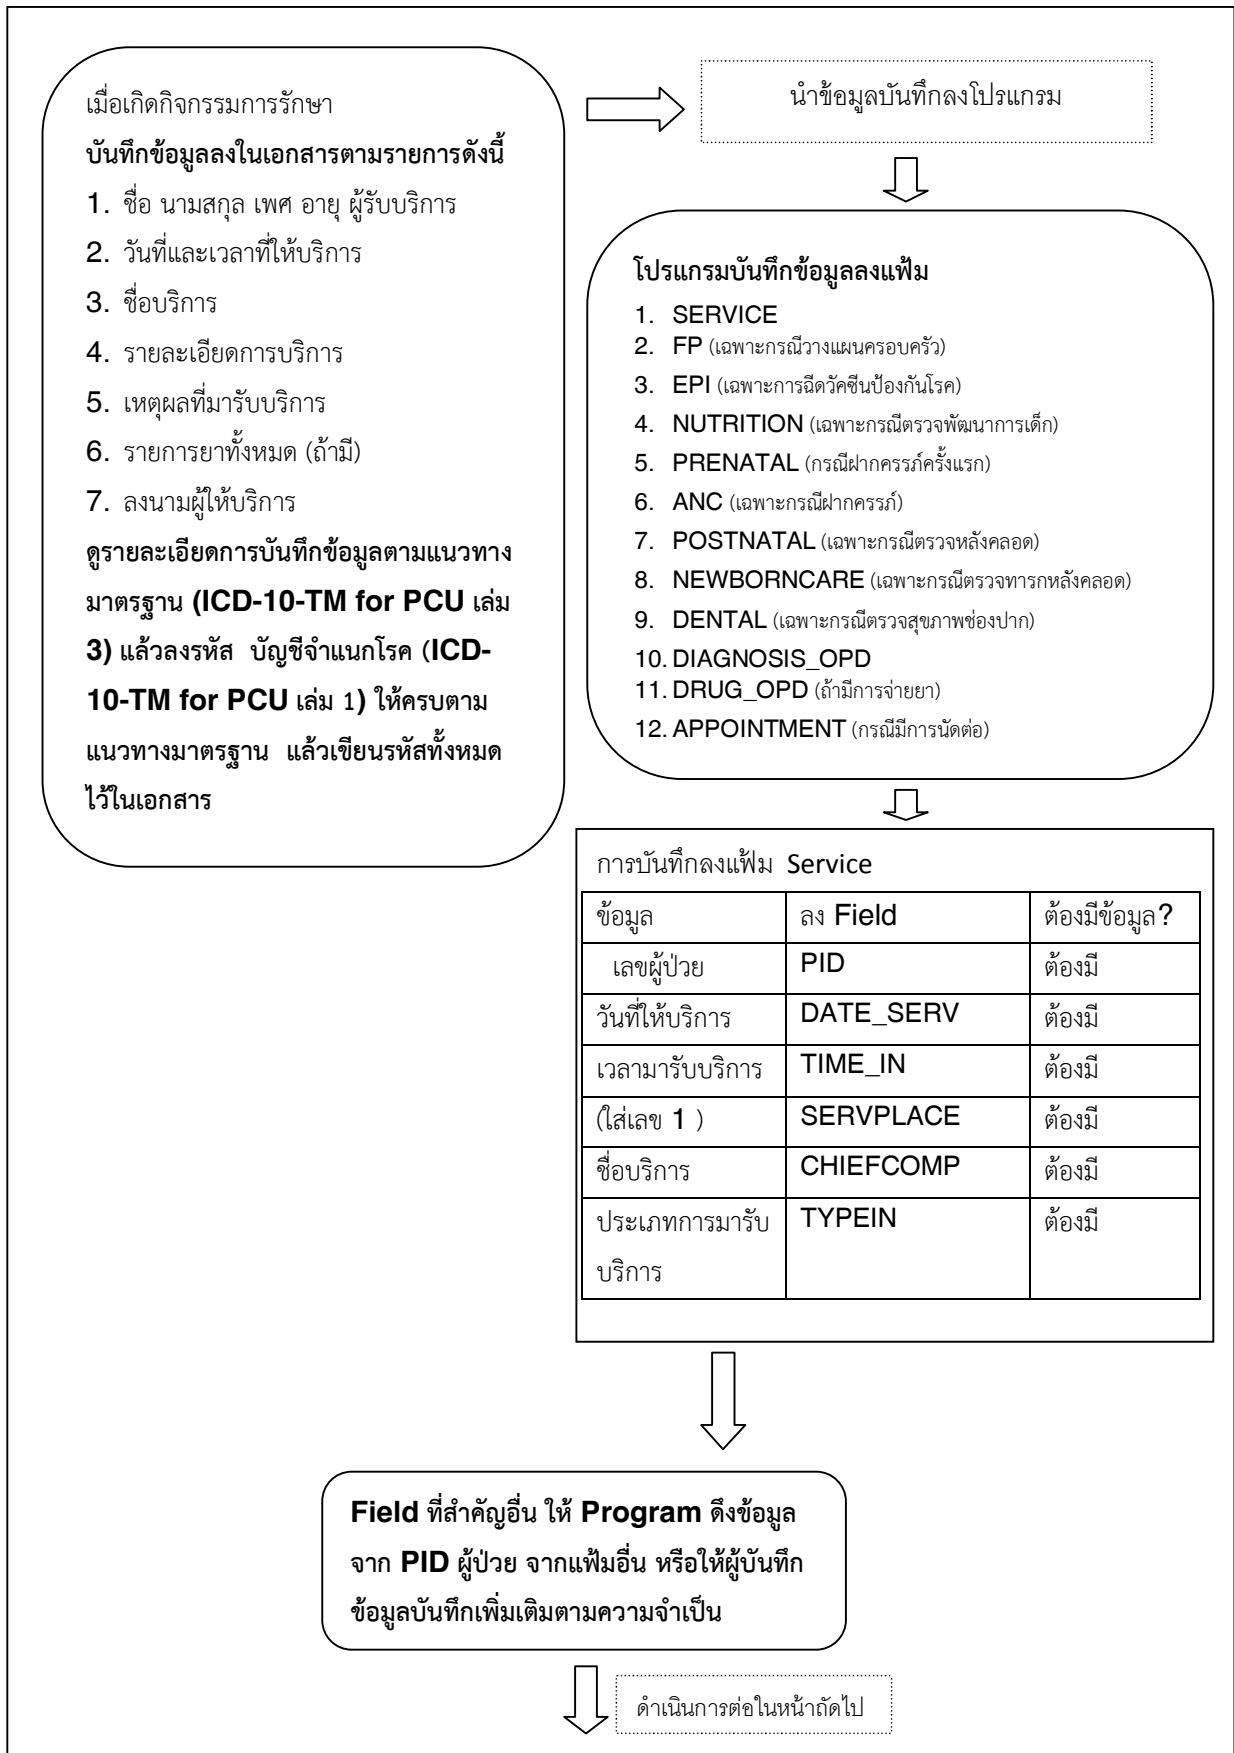 เมื่อเกิดกิจกรรมการรักษา
บันทึกข้อมูลลงในเอกสารตามรายการดังนี้
1. ชื่อ นามสกุล เพศ อายุ ผู้รับบริการ
2. วันที่และเวลาที่ให้บริการ
3. ชื่อบริการ
4. รายละเอียดการบริการ
5. เหตุผลที่มารับบริการ
6. รายการยาทั้งหมด (ถ้ามี)
7. ลงนามผู้ให้บริการ
ดูรายละเอียดการบันทึกข้อมูลตามแนวทาง
มาตรฐาน (ICD-10-TM for PCU เล่ม
3) แล้วลงรหัส บัญชีจำแนกโรค (ICD-
10-TM for PCU เล่ม 1) ให้ครบตาม
แนวทางมาตรฐาน แล้วเขียนรหัสทั้งหมด
ไว้ในเอกสาร
นำข้อมูลบันทึกลงโปรแกรม
โปรแกรมบันทึกข้อมูลลงแฟ้ม
1. SERVICE
2. FP (เฉพาะกรณีวางแผนครอบครัว)
3. EPI (เฉพาะการฉีดวัคซีนป้องกันโรค)
4. NUTRITION (เฉพาะกรณีตรวจพัฒนาการเด็ก)
5. PRENATAL (กรณีฝากครรภ์ครั้งแรก)
6. ANC (เฉพาะกรณีฝากครรภ์)
7. POSTNATAL (เฉพาะกรณีตรวจหลังคลอด)
8. NEWBORNCARE (เฉพาะกรณีตรวจทารกหลังคลอด)
9. DENTAL (เฉพาะกรณีตรวจสุขภาพช่องปาก)
10. DIAGNOSIS_OPD
11. DRUG_OPD (ถ้ามีการจ่ายยา)
12. APPOINTMENT (กรณีมีการนัดต่อ)
การบันทึกลงแฟ้ม Service
ข้อมูล ลง Field ต้องมีข้อมูล?
เลขผู้ป่วย PID ต้องมี
วันที่ให้บริการ DATE_SERV ต้องมี
เวลามารับบริการ TIME_IN ต้องมี
(ใส่เลข 1 ) SERVPLACE ต้องมี
ชื่อบริการ CHIEFCOMP ต้องมี
ประเภทการมารับ TYPEIN ต้องมี
บริการ
Field ที่สำคัญอื่น ให้ Program ดึงข้อมูล
จาก PID ผู้ป่วย จากแฟ้มอื่น หรือให้ผู้บันทึก
ข้อมูลบันทึกเพิ่มเติมตามความจำเป็น
ดำเนินการต่อในหน้าถัดไป